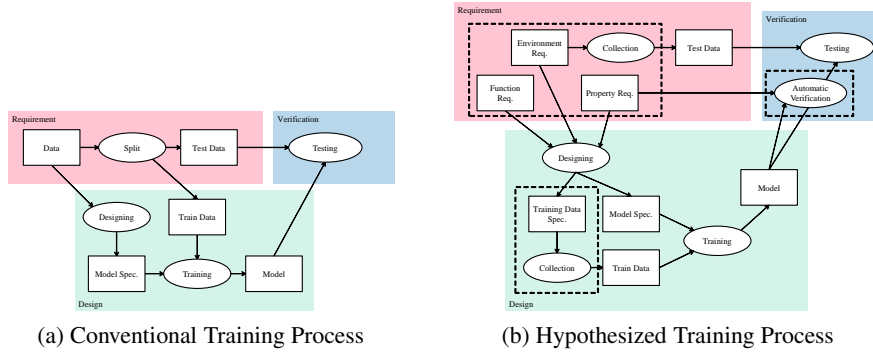 Requirement
Verification
Data
Split
Test Data
Testing
Designing
Train Data
Model Spec.
Training
Model
Design
(a) Conventional Training Process
Requirement
Verification
Environment
Req.
Collection
Test Data
Testing
Function
Req.
Property Req.
Automatic
Verification
Designing
Model
Training Data
Spec.
Model Spec.
Training
Collection
Train Data
Design
(b) Hypothesized Training Process